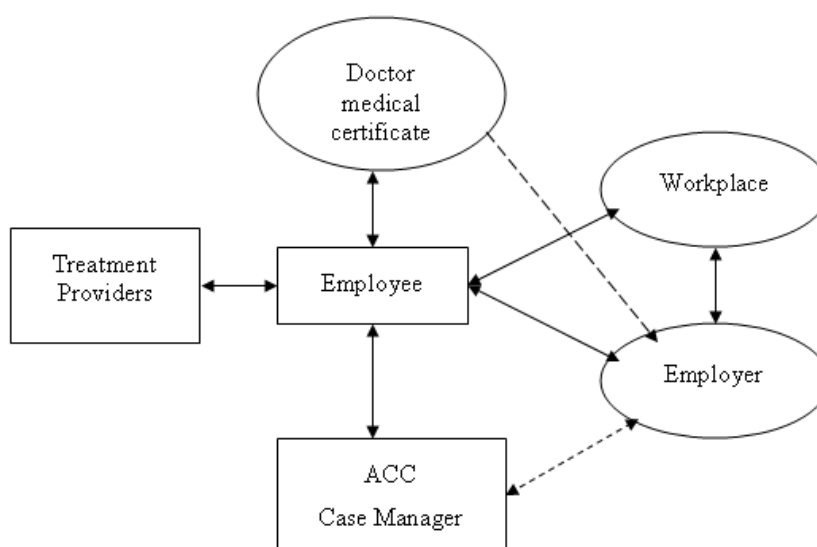 Doctor
medical
certificate
Workplace
Treatment
Providers
Employee
Employer
ACC
Case Manager